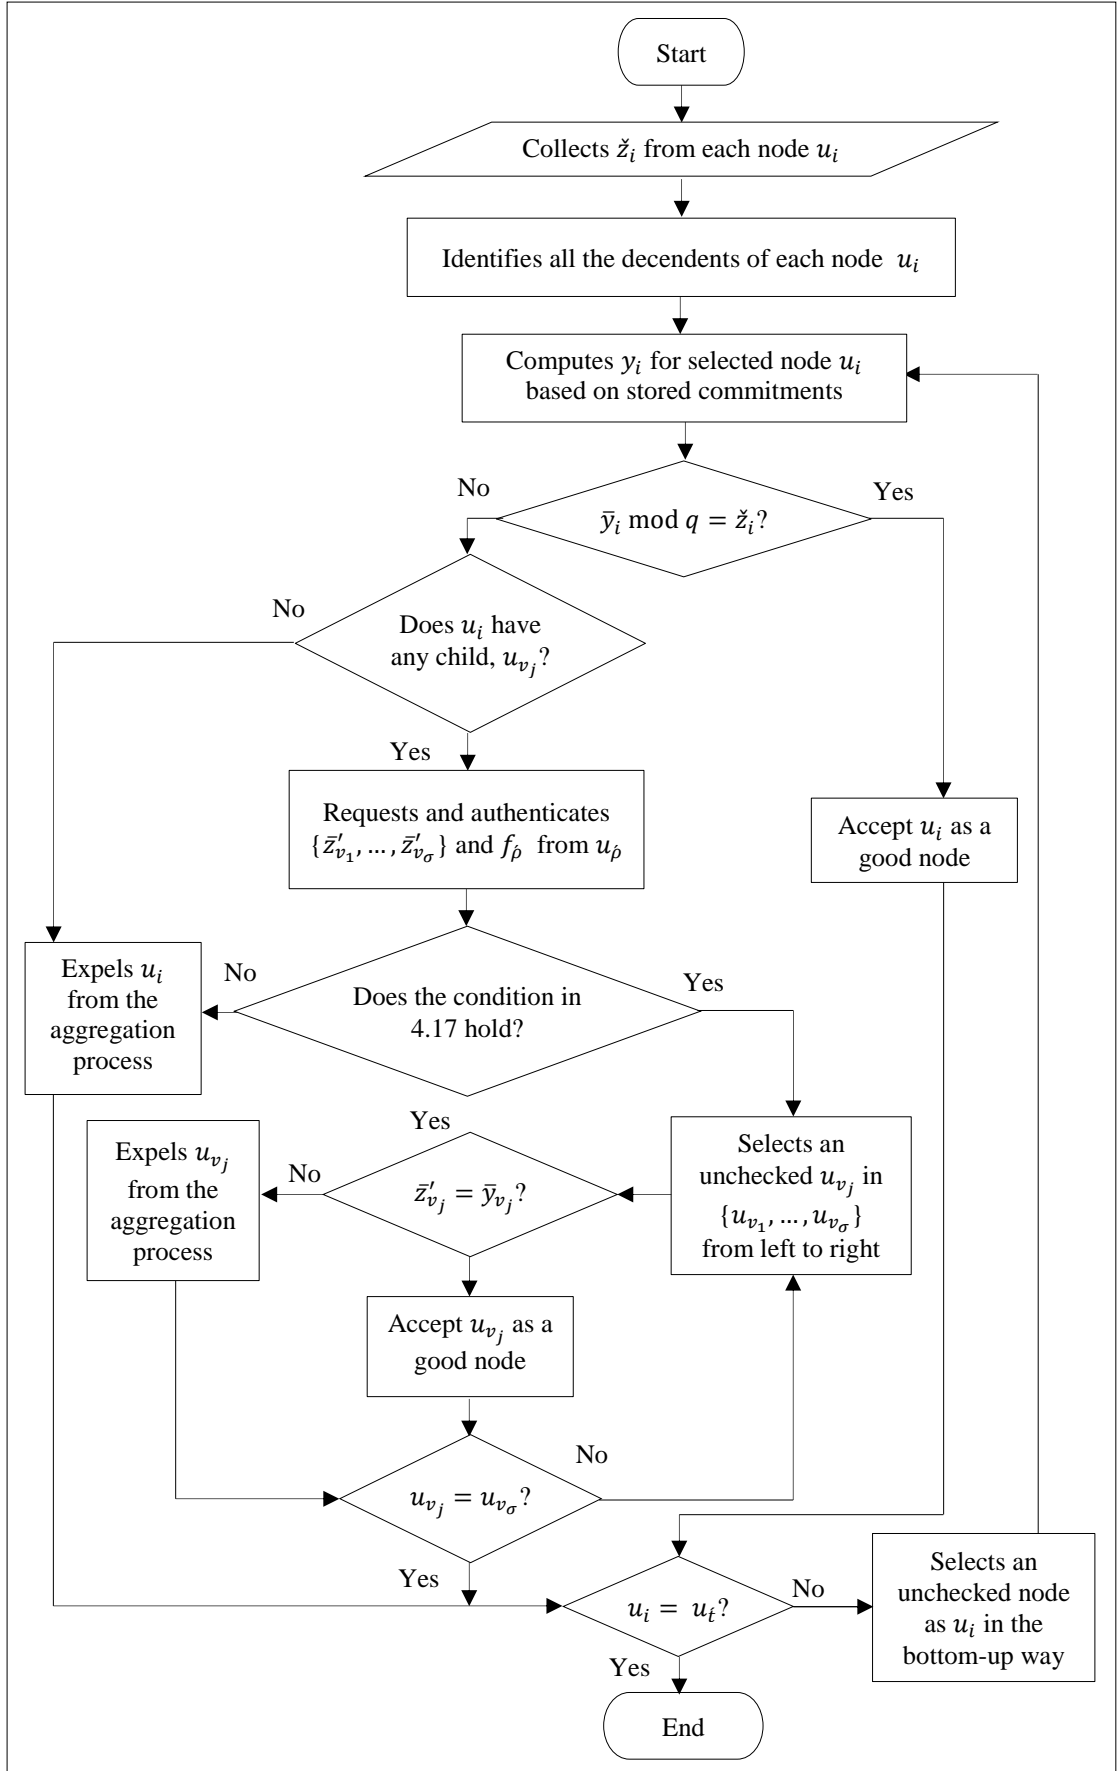 Start
Collects ž_i from each node u_i
Identifies all the decendents of each node u_i
Computes y_i for selected node u_i
based on stored commitments
No
Yes
ȳ_i mod q = ž_i?
No
Does u_i have
any child, u_{v_j}?
Yes
Requests and authenticates
{z̄′_{v_1}, … , z̄′_{v_σ}} and f_ṕ from u_ṕ
Accept u_i as a
good node
Expels u_i
from the
aggregation
process
No
Does the condition in
4.17 hold?
Yes
Yes
Expels u_{v_j}
from the
aggregation
process
No
z̄′_{v_j} = ȳ_{v_j}?
Selects an
unchecked u_{v_j} in
{u_{v_1}, … , u_{v_σ}}
from left to right
Accept u_{v_j} as a
good node
No
u_{v_j} = u_{v_σ}?
Yes
u_i = u_t́?
No
Selects an
unchecked node
as u_i in the
bottom-up way
Yes
End